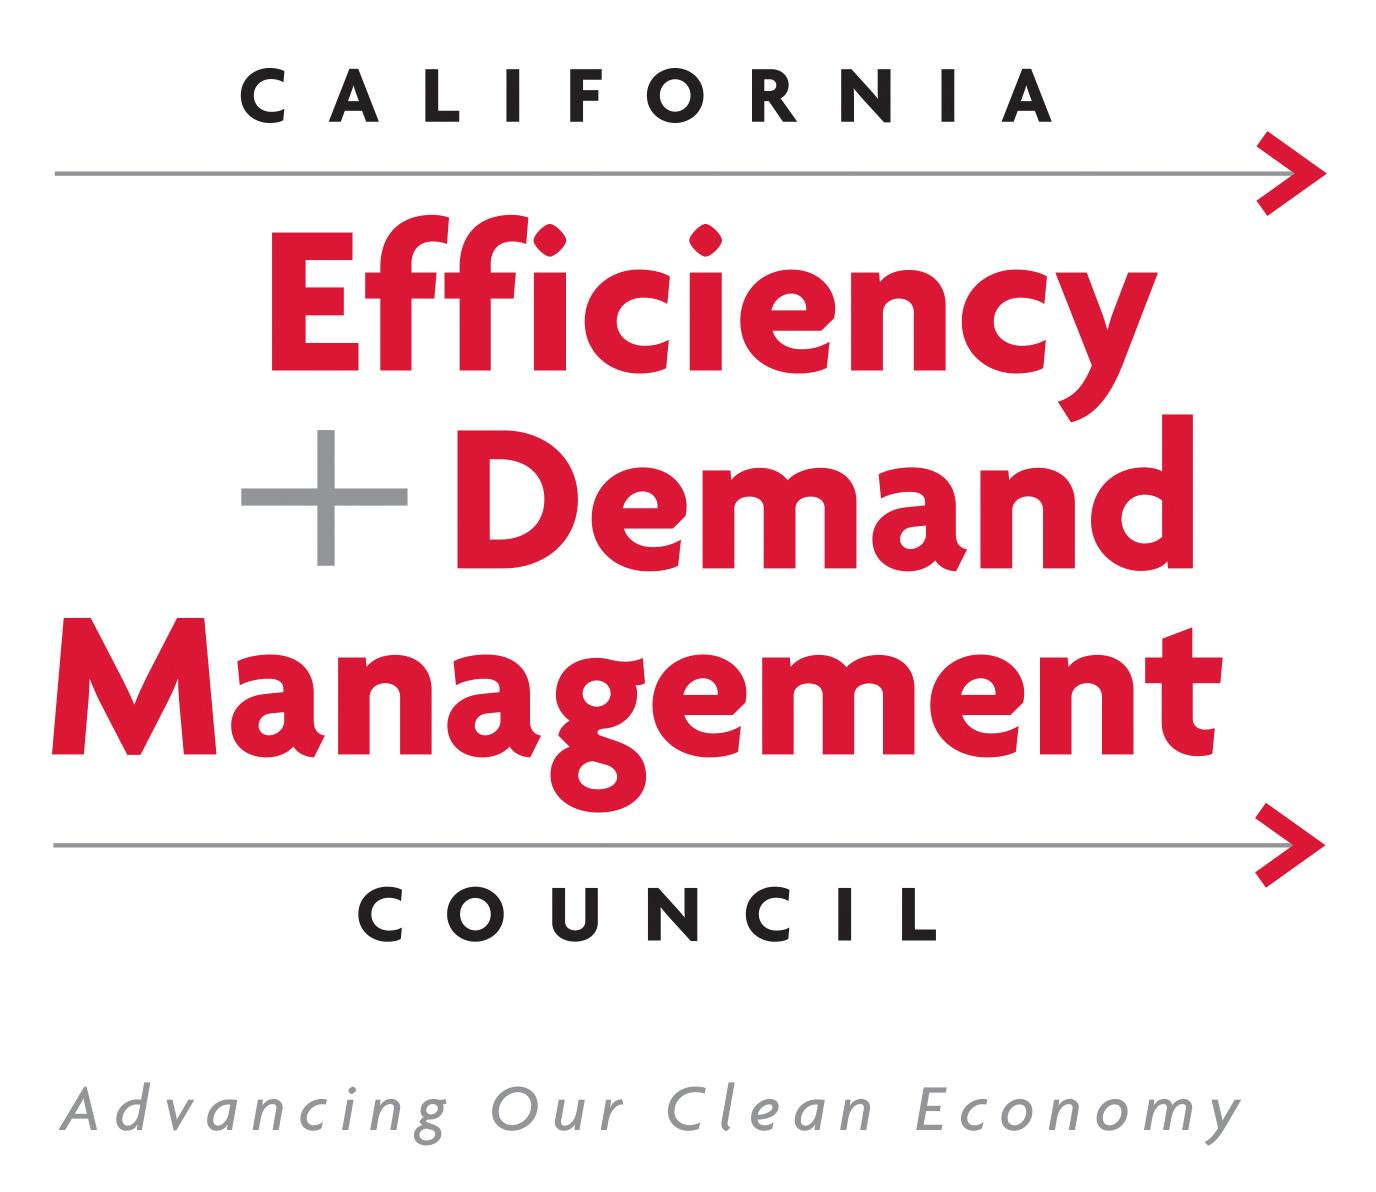 CALIFORNIA
Efficiency
+ Demand
Management
COUNCIL
Advancing Our Clean Economy